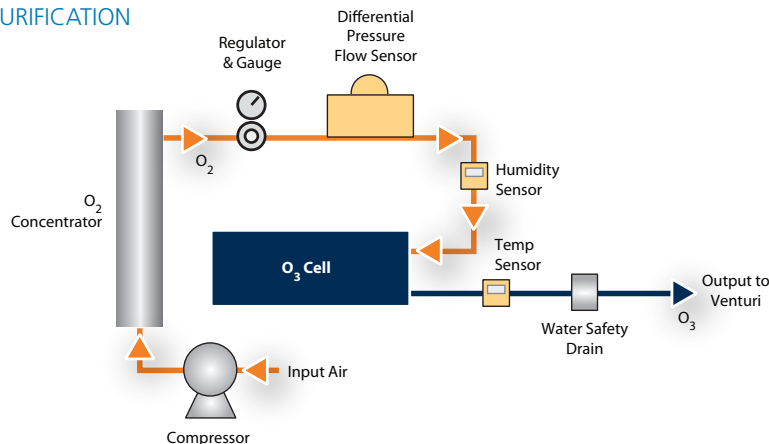 URIFICATION
Differential
Pressure
Flow Sensor
Regulator
& Gauge
O₂
O₂
Concentrator
Humidity
Sensor
O₃ Cell
Temp
Sensor
Output to
Venturi
O₃
Water Safety
Drain
Input Air
Compressor